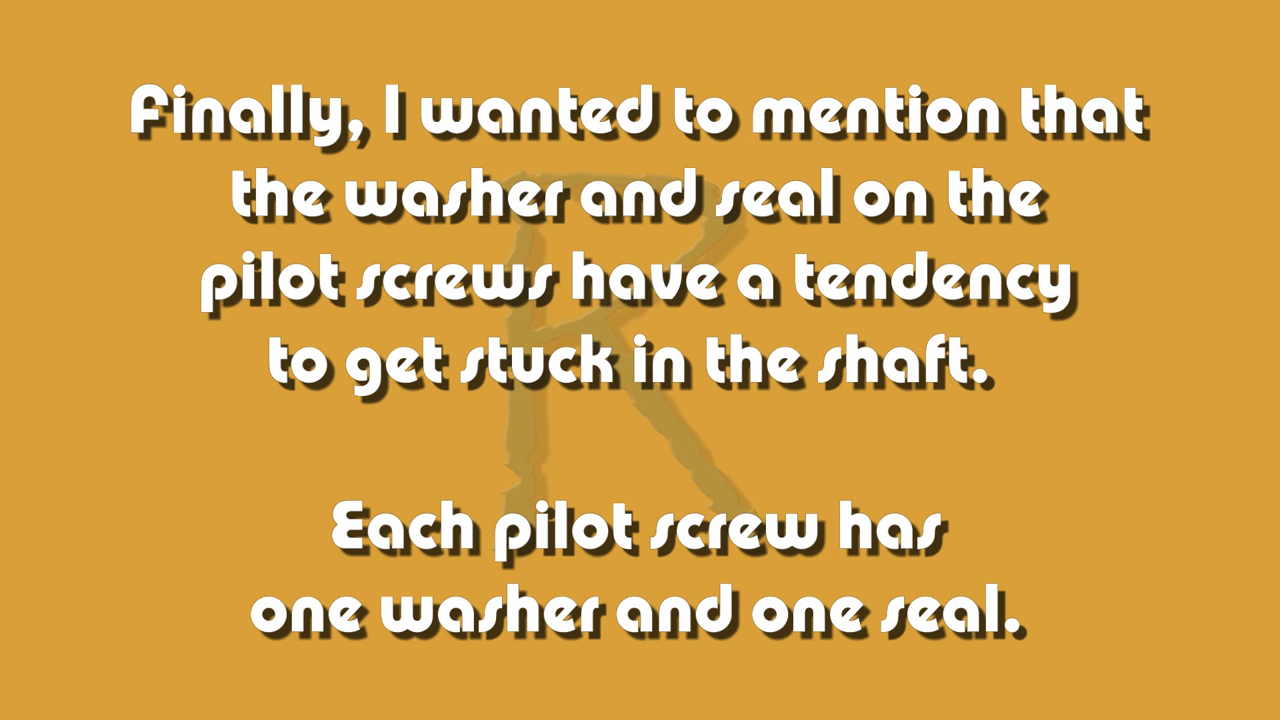 Finally, I wanted to mention that
the washer and seal on the
pilot screws have a tendency
to get stuck in the shaft.
Each pilot screw has
one washer and one seal.
R